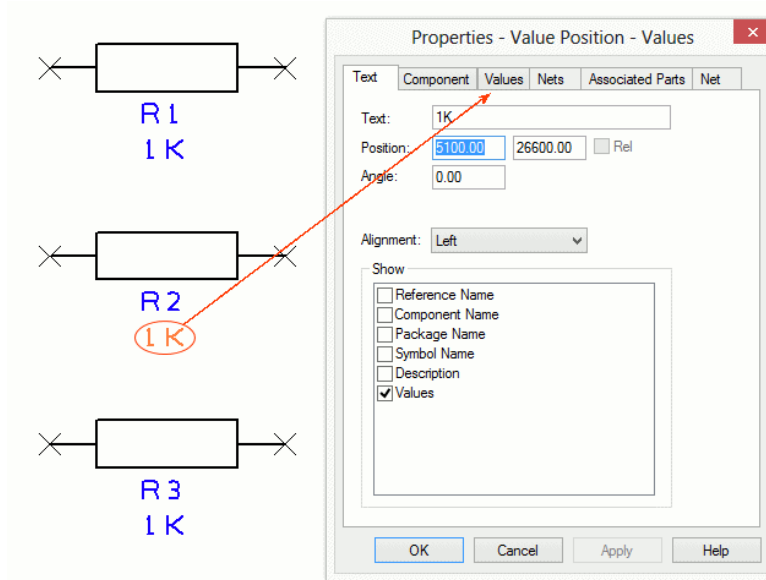 R1
1K
R2
1K
R3
1K
Properties - Value Position - Values
Text Component Values Nets Associated Parts Net
Text: 1K
Position: 5100.00 26600.00 Rel
Angle: 0.00
Alignment: Left
Show
Reference Name
Component Name
Package Name
Symbol Name
Description
Values
OK Cancel Apply Help